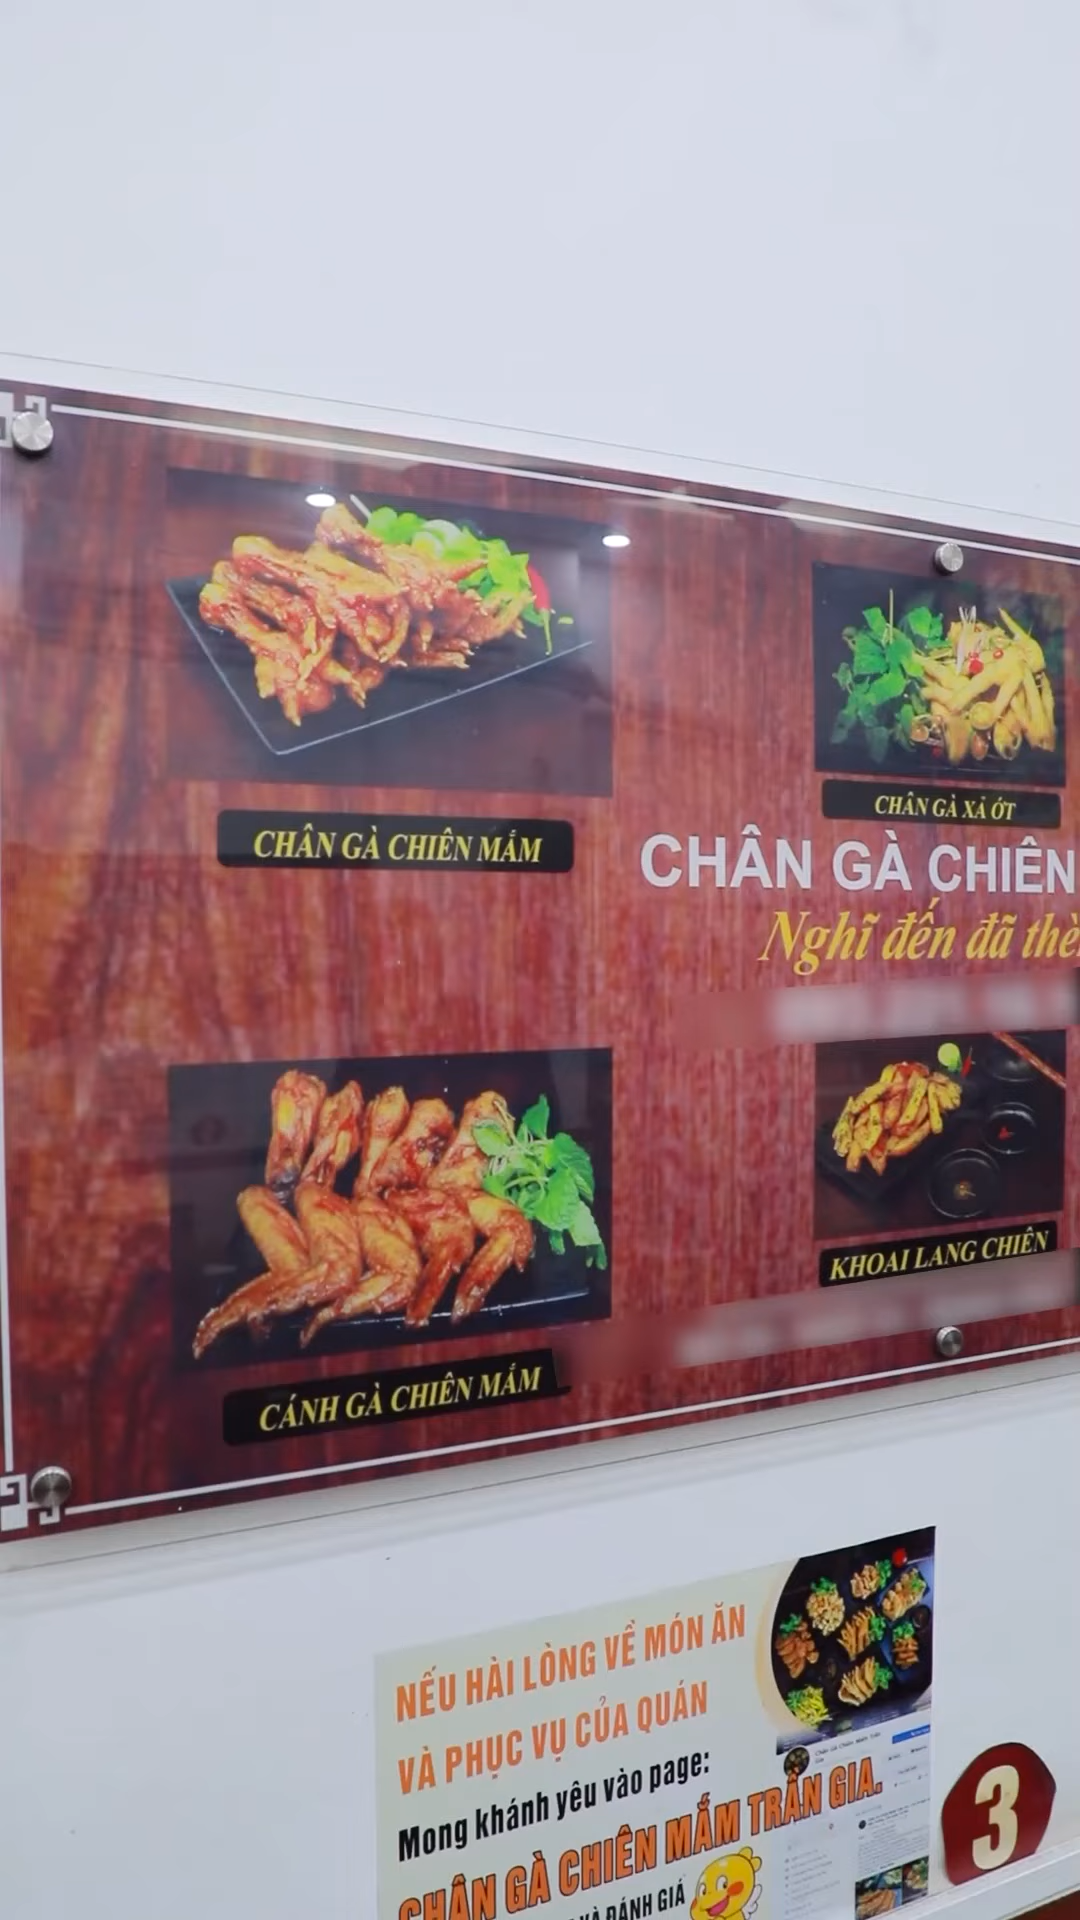 CHÂN GÀ CHIÊN MẮM
CHÂN GÀ XẢ ỚT
CHÂN GÀ CHIÊN
Nghĩ đến đã thè
CÁNH GÀ CHIÊN MẮM
KHOAI LANG CHIÊN
NẾU HÀI LÒNG VỀ MÓN ĂN
VÀ PHỤC VỤ CỦA QUÁN
Mong khánh yêu vào page:
CHÂN GÀ CHIÊN MẮM TRẦN GIA.
VÀ ĐÁNH GIÁ
3